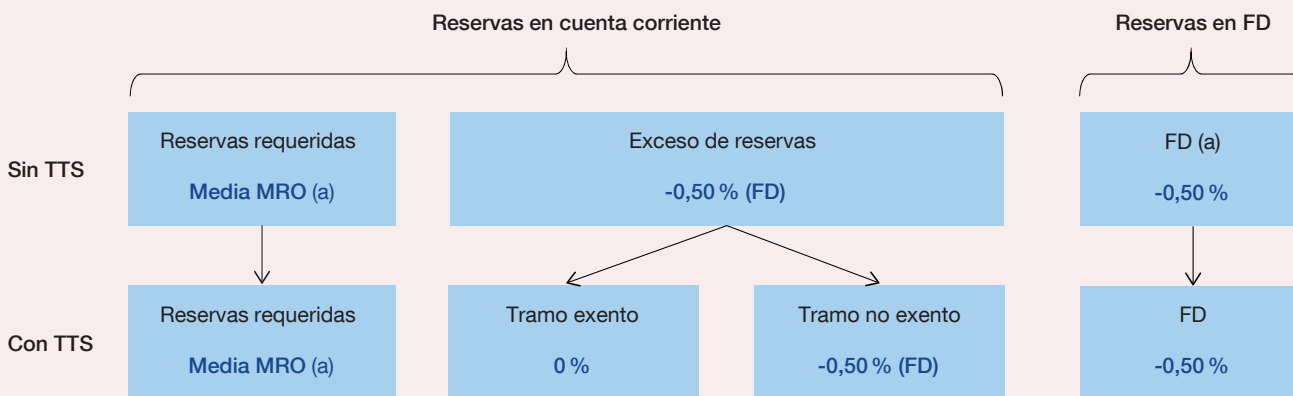 Reservas en cuenta corriente
Reservas en FD
Sin TTS
Reservas requeridas
Media MRO (a)
Exceso de reservas
-0,50 % (FD)
FD (a)
-0,50 %
Con TTS
Reservas requeridas
Media MRO (a)
Tramo exento
0 %
Tramo no exento
-0,50 % (FD)
FD
-0,50 %